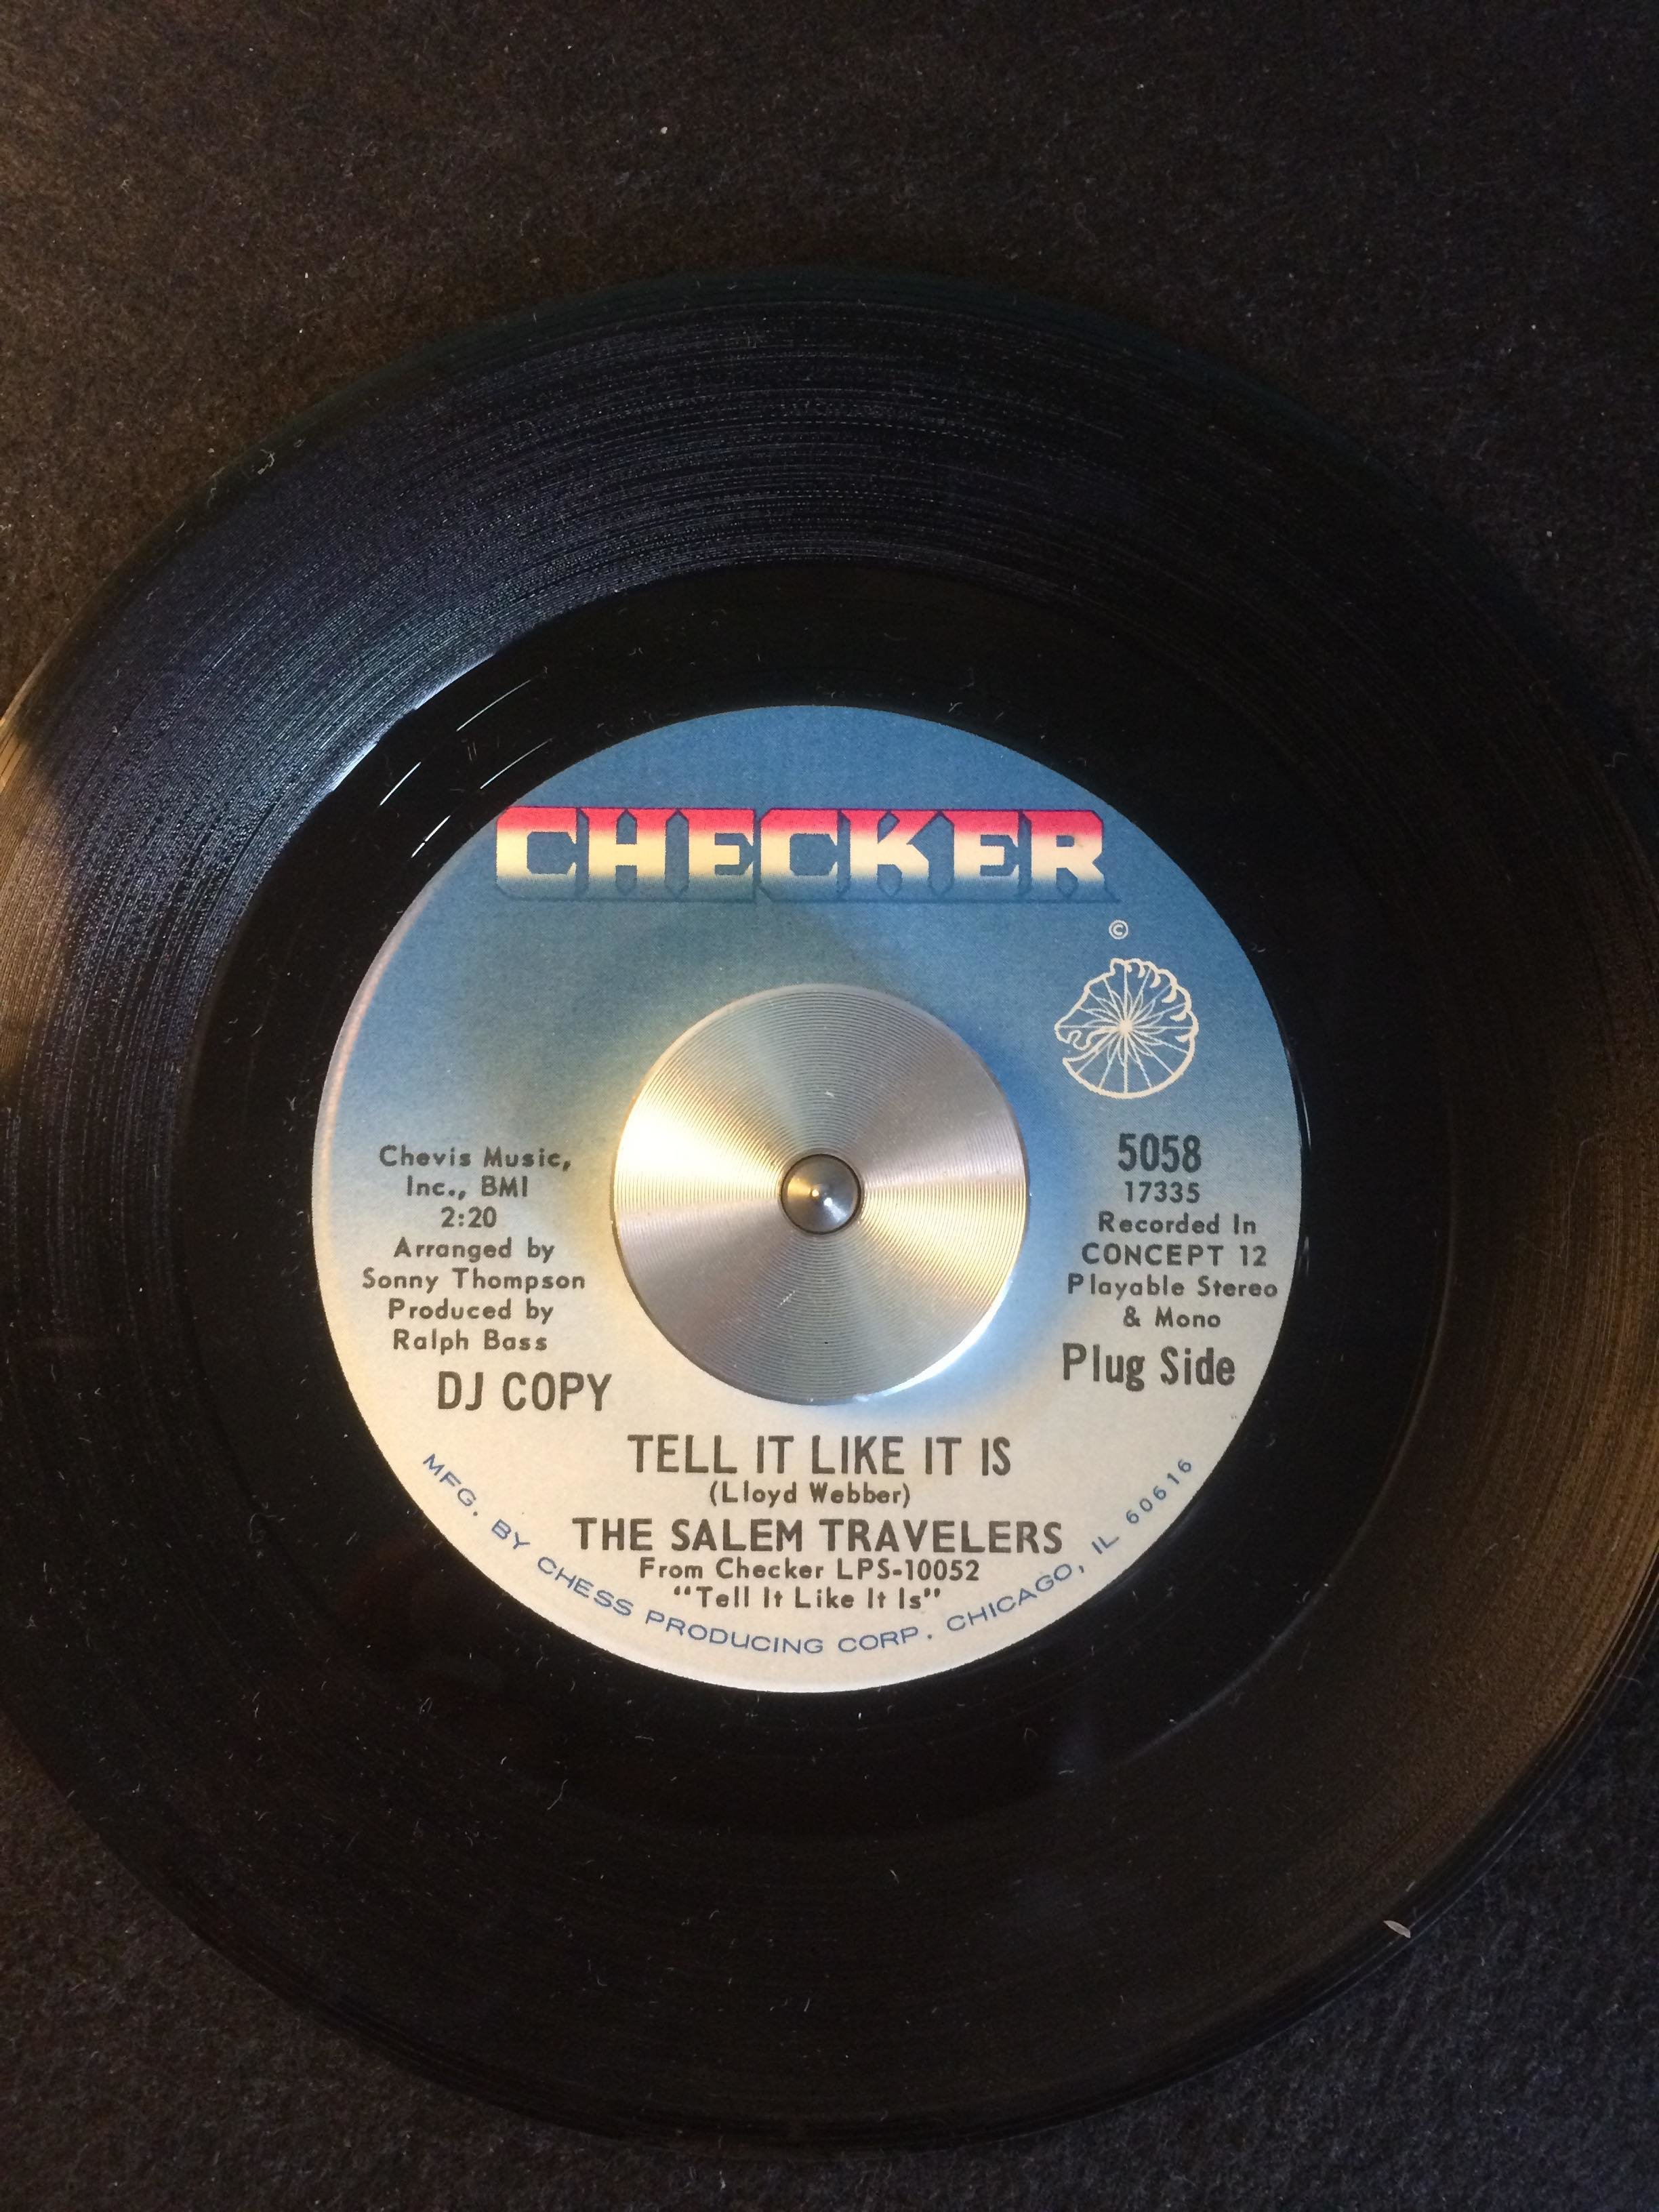 CHECKER
©
Chevis Music,
Inc., BMI
2:20
Arranged by
Sonny Thompson
Produced by
Ralph Bass
DJ COPY
5058
17335
Recorded In
CONCEPT 12
Playable Stereo
& Mono
Plug Side
TELL IT LIKE IT IS
(Lloyd Webber)
THE SALEM TRAVELERS
From Checker LPS-10052
"Tell It Like It Is"
MFG. BY CHESS PRODUCING CORP. CHICAGO, IL 60616